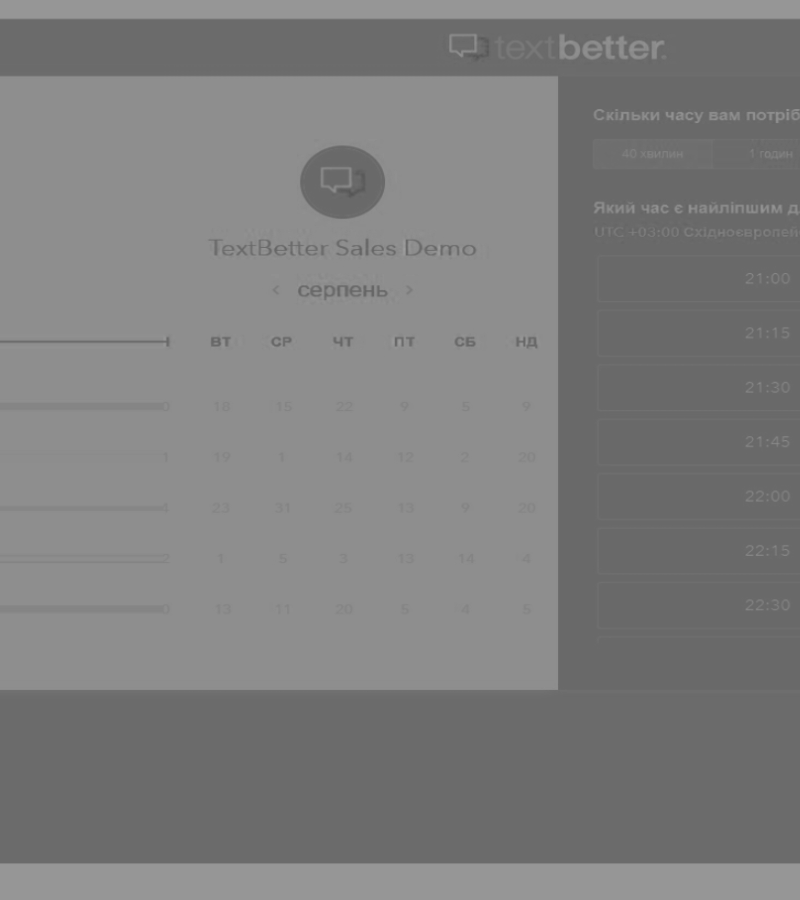 textbetter.
TextBetter Sales Demo
‹ серпень ›
ВТ СР ЧТ ПТ СБ НД
18 15 22 9 5 9
1 19 1 14 12 2 20
23 31 25 13 9 20
2 1 5 3 13 14 4
0 13 11 20 5 4 5
Скільки часу вам потріб
40 хвилин 1 годин
Який час є найліпшим д
UTC +03:00 Східноєвропей
21:00
21:15
21:30
21:45
22:00
22:15
22:30